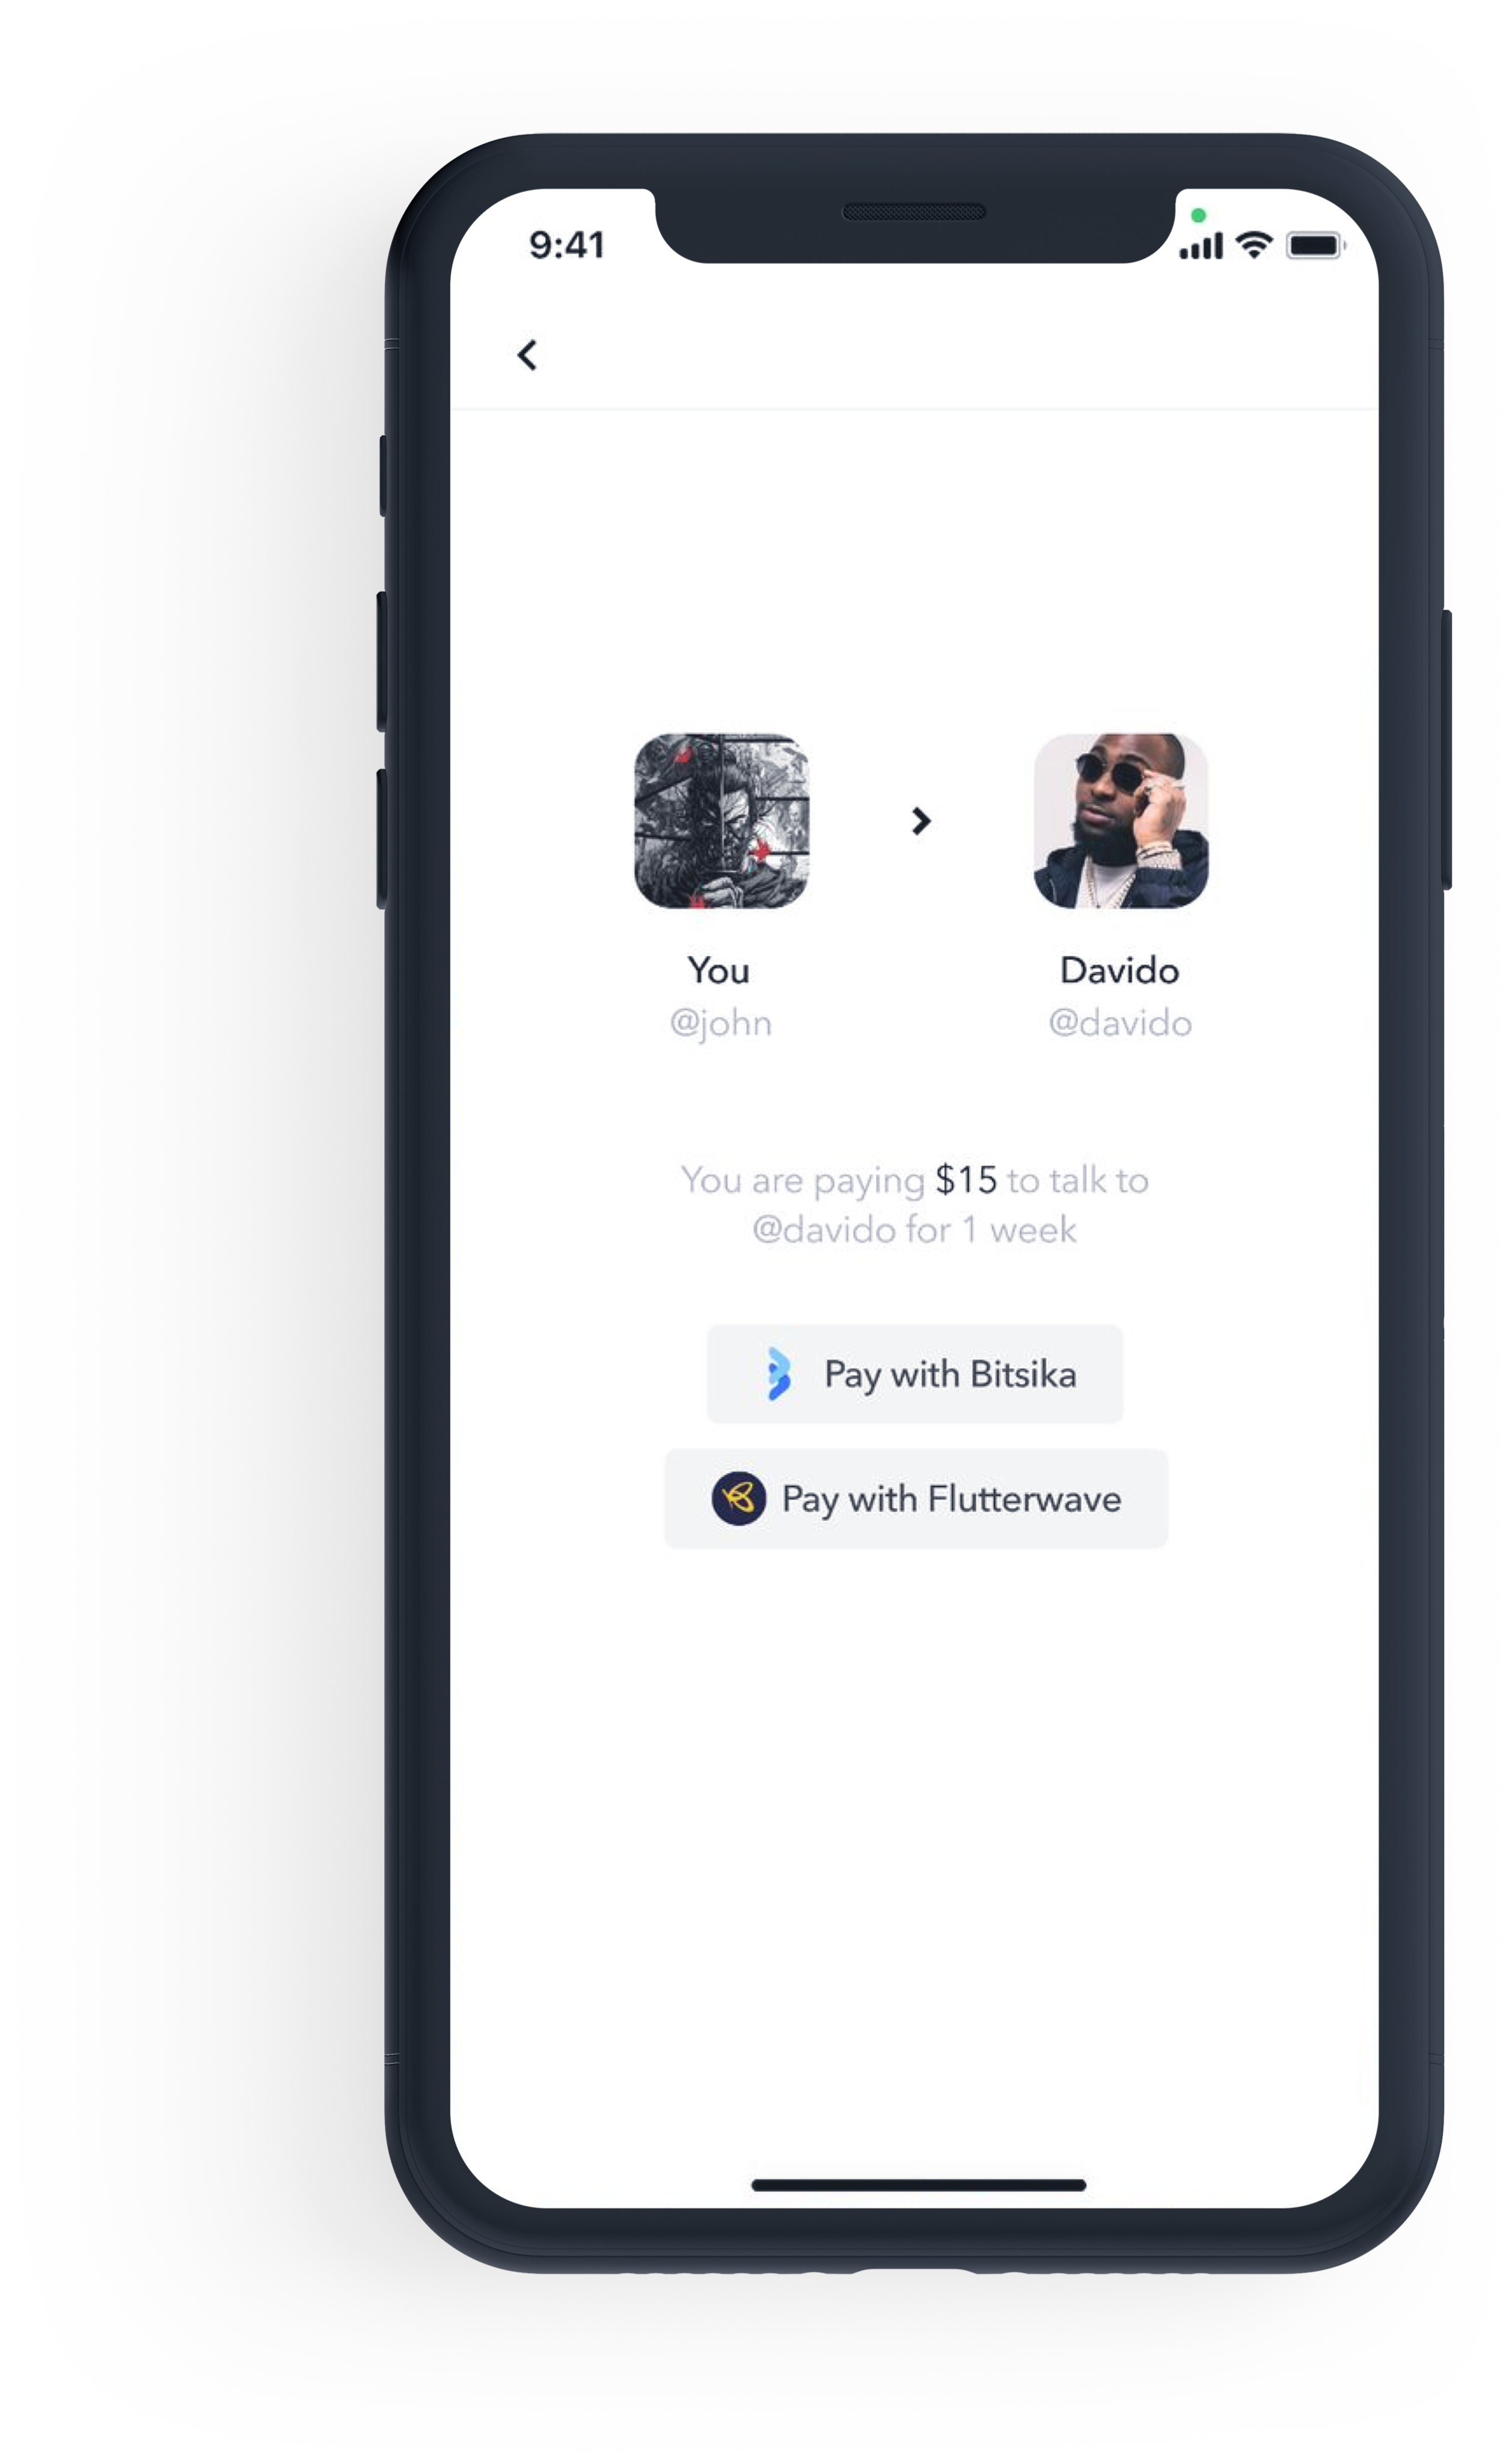 9:41
You
Davido
@john
@davido
You are paying $15 to talk to
@davido for 1 week
Pay with Bitsika
Pay with Flutterwave